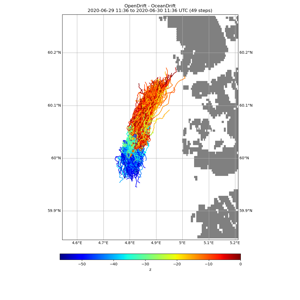 OpenDrift - OceanDrift
2020-06-29 11:36 to 2020-06-30 11:36 UTC (49 steps)
60.2°N 60.2°N
60.1°N 60.1°N
60°N 60°N
59.9°N 59.9°N
4.6°E 4.7°E 4.8°E 4.9°E 5°E 5.1°E 5.2°E
−50 −40 −30 −20 −10 0
z